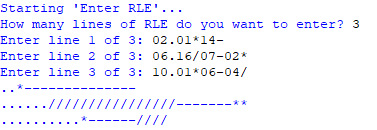 Starting 'Enter RLE'...
How many lines of RLE do you want to enter? 3
Enter line 1 of 3: 02.01*14-
Enter line 2 of 3: 06.16/07-02*
Enter line 3 of 3: 10.01*06-04/
..*--------------
......////////////////-------**
..........*------////